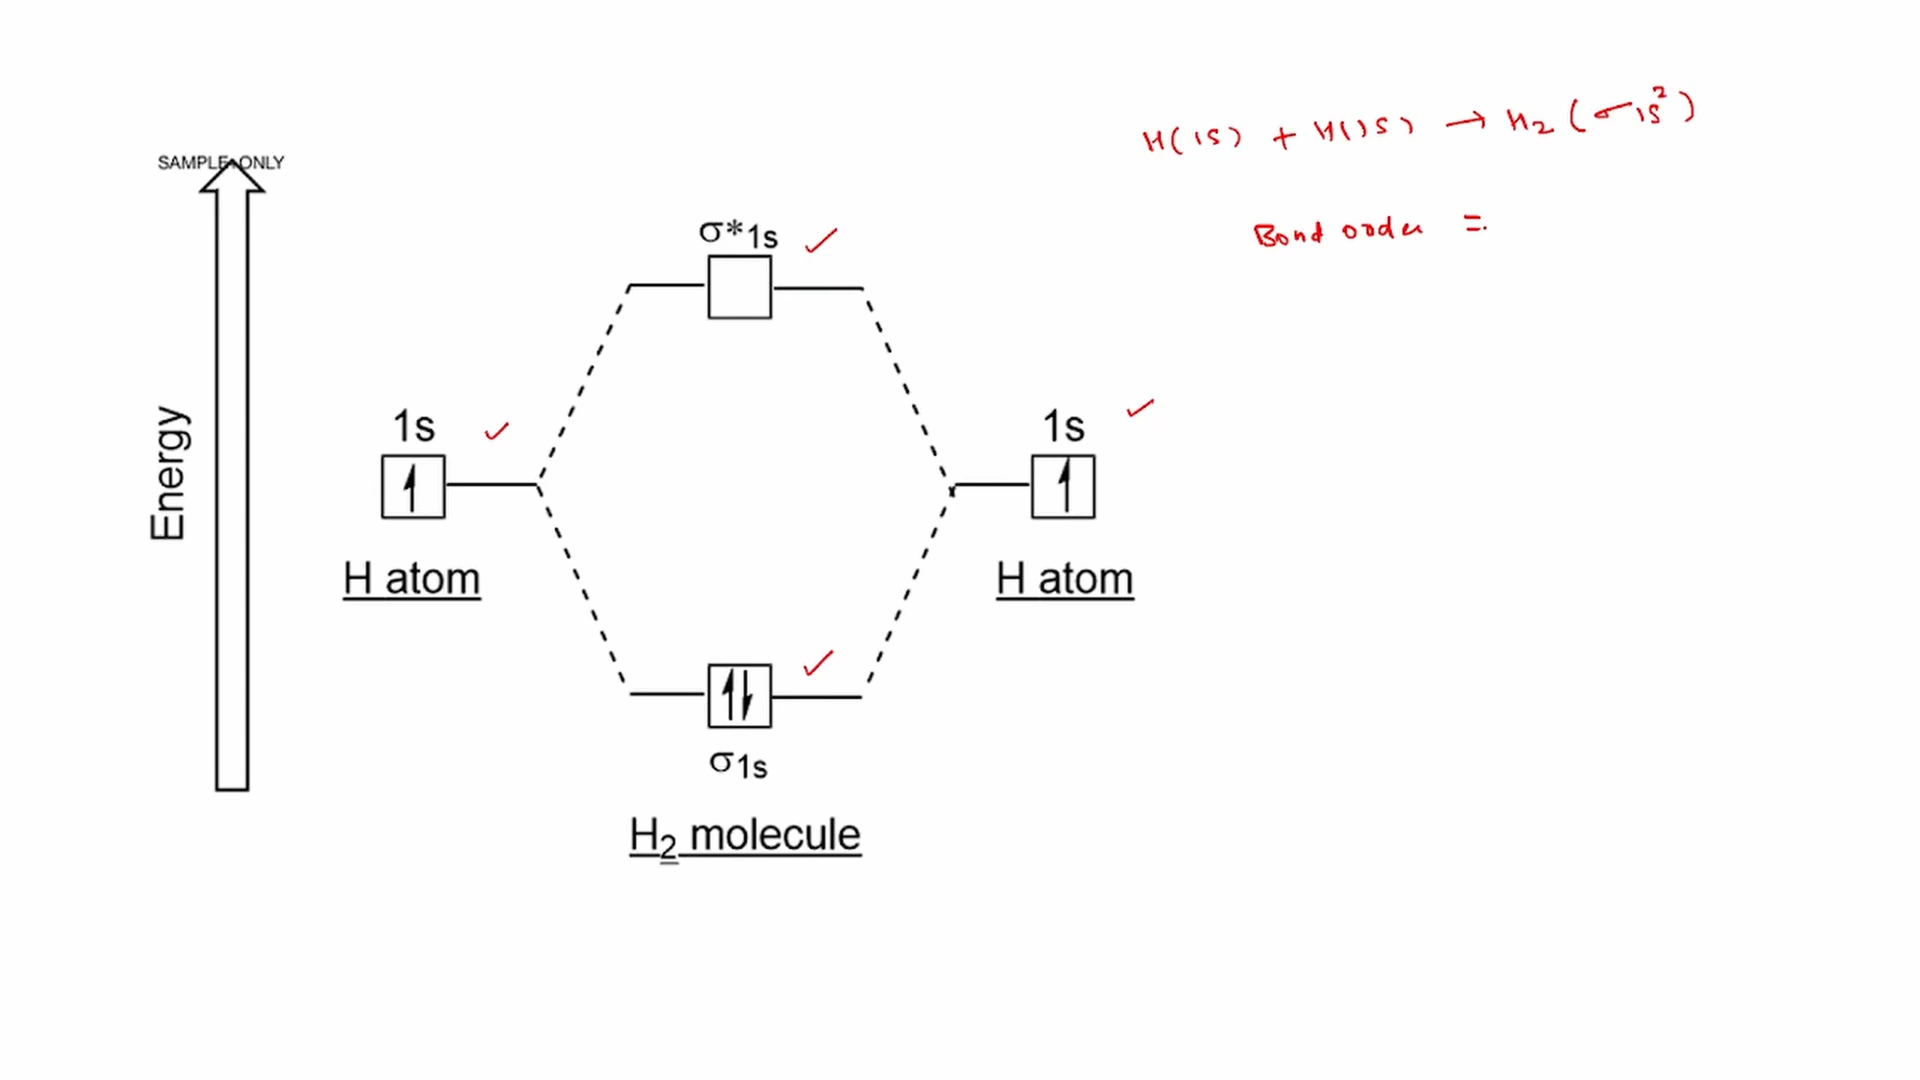 H(1s) + H(1s) → H2 (σ1s²)
SAMPLE ONLY
σ*1s
Bond order =
1s
1s
Energy
H atom
H atom
σ1s
H2 molecule